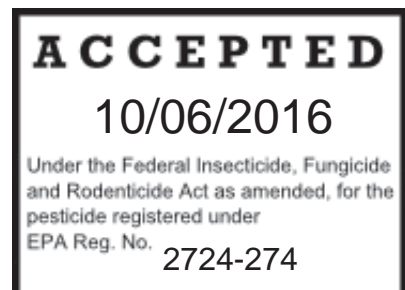 ACCEPTED
10/06/2016
Under the Federal Insecticide, Fungicide
and Rodenticide Act as amended, for the
pesticide registered under
EPA Reg. No. 2724-274